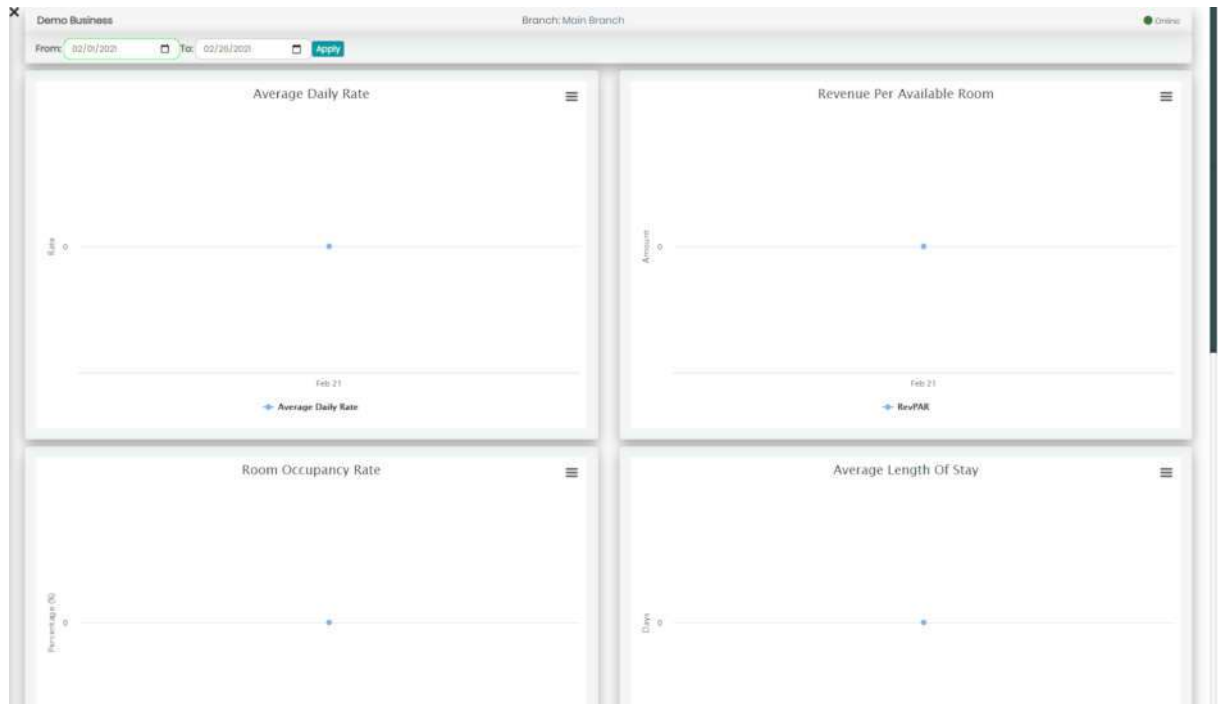 Demo Business Branch: Main Branch Online
From: 02/01/2021 To: 02/26/2021 Apply
Average Daily Rate
Rate
0
Feb 21
Average Daily Rate
Revenue Per Available Room
Amount
0
Feb 21
RevPAR
Room Occupancy Rate
Percentage (%)
0
Average Length Of Stay
Days
0